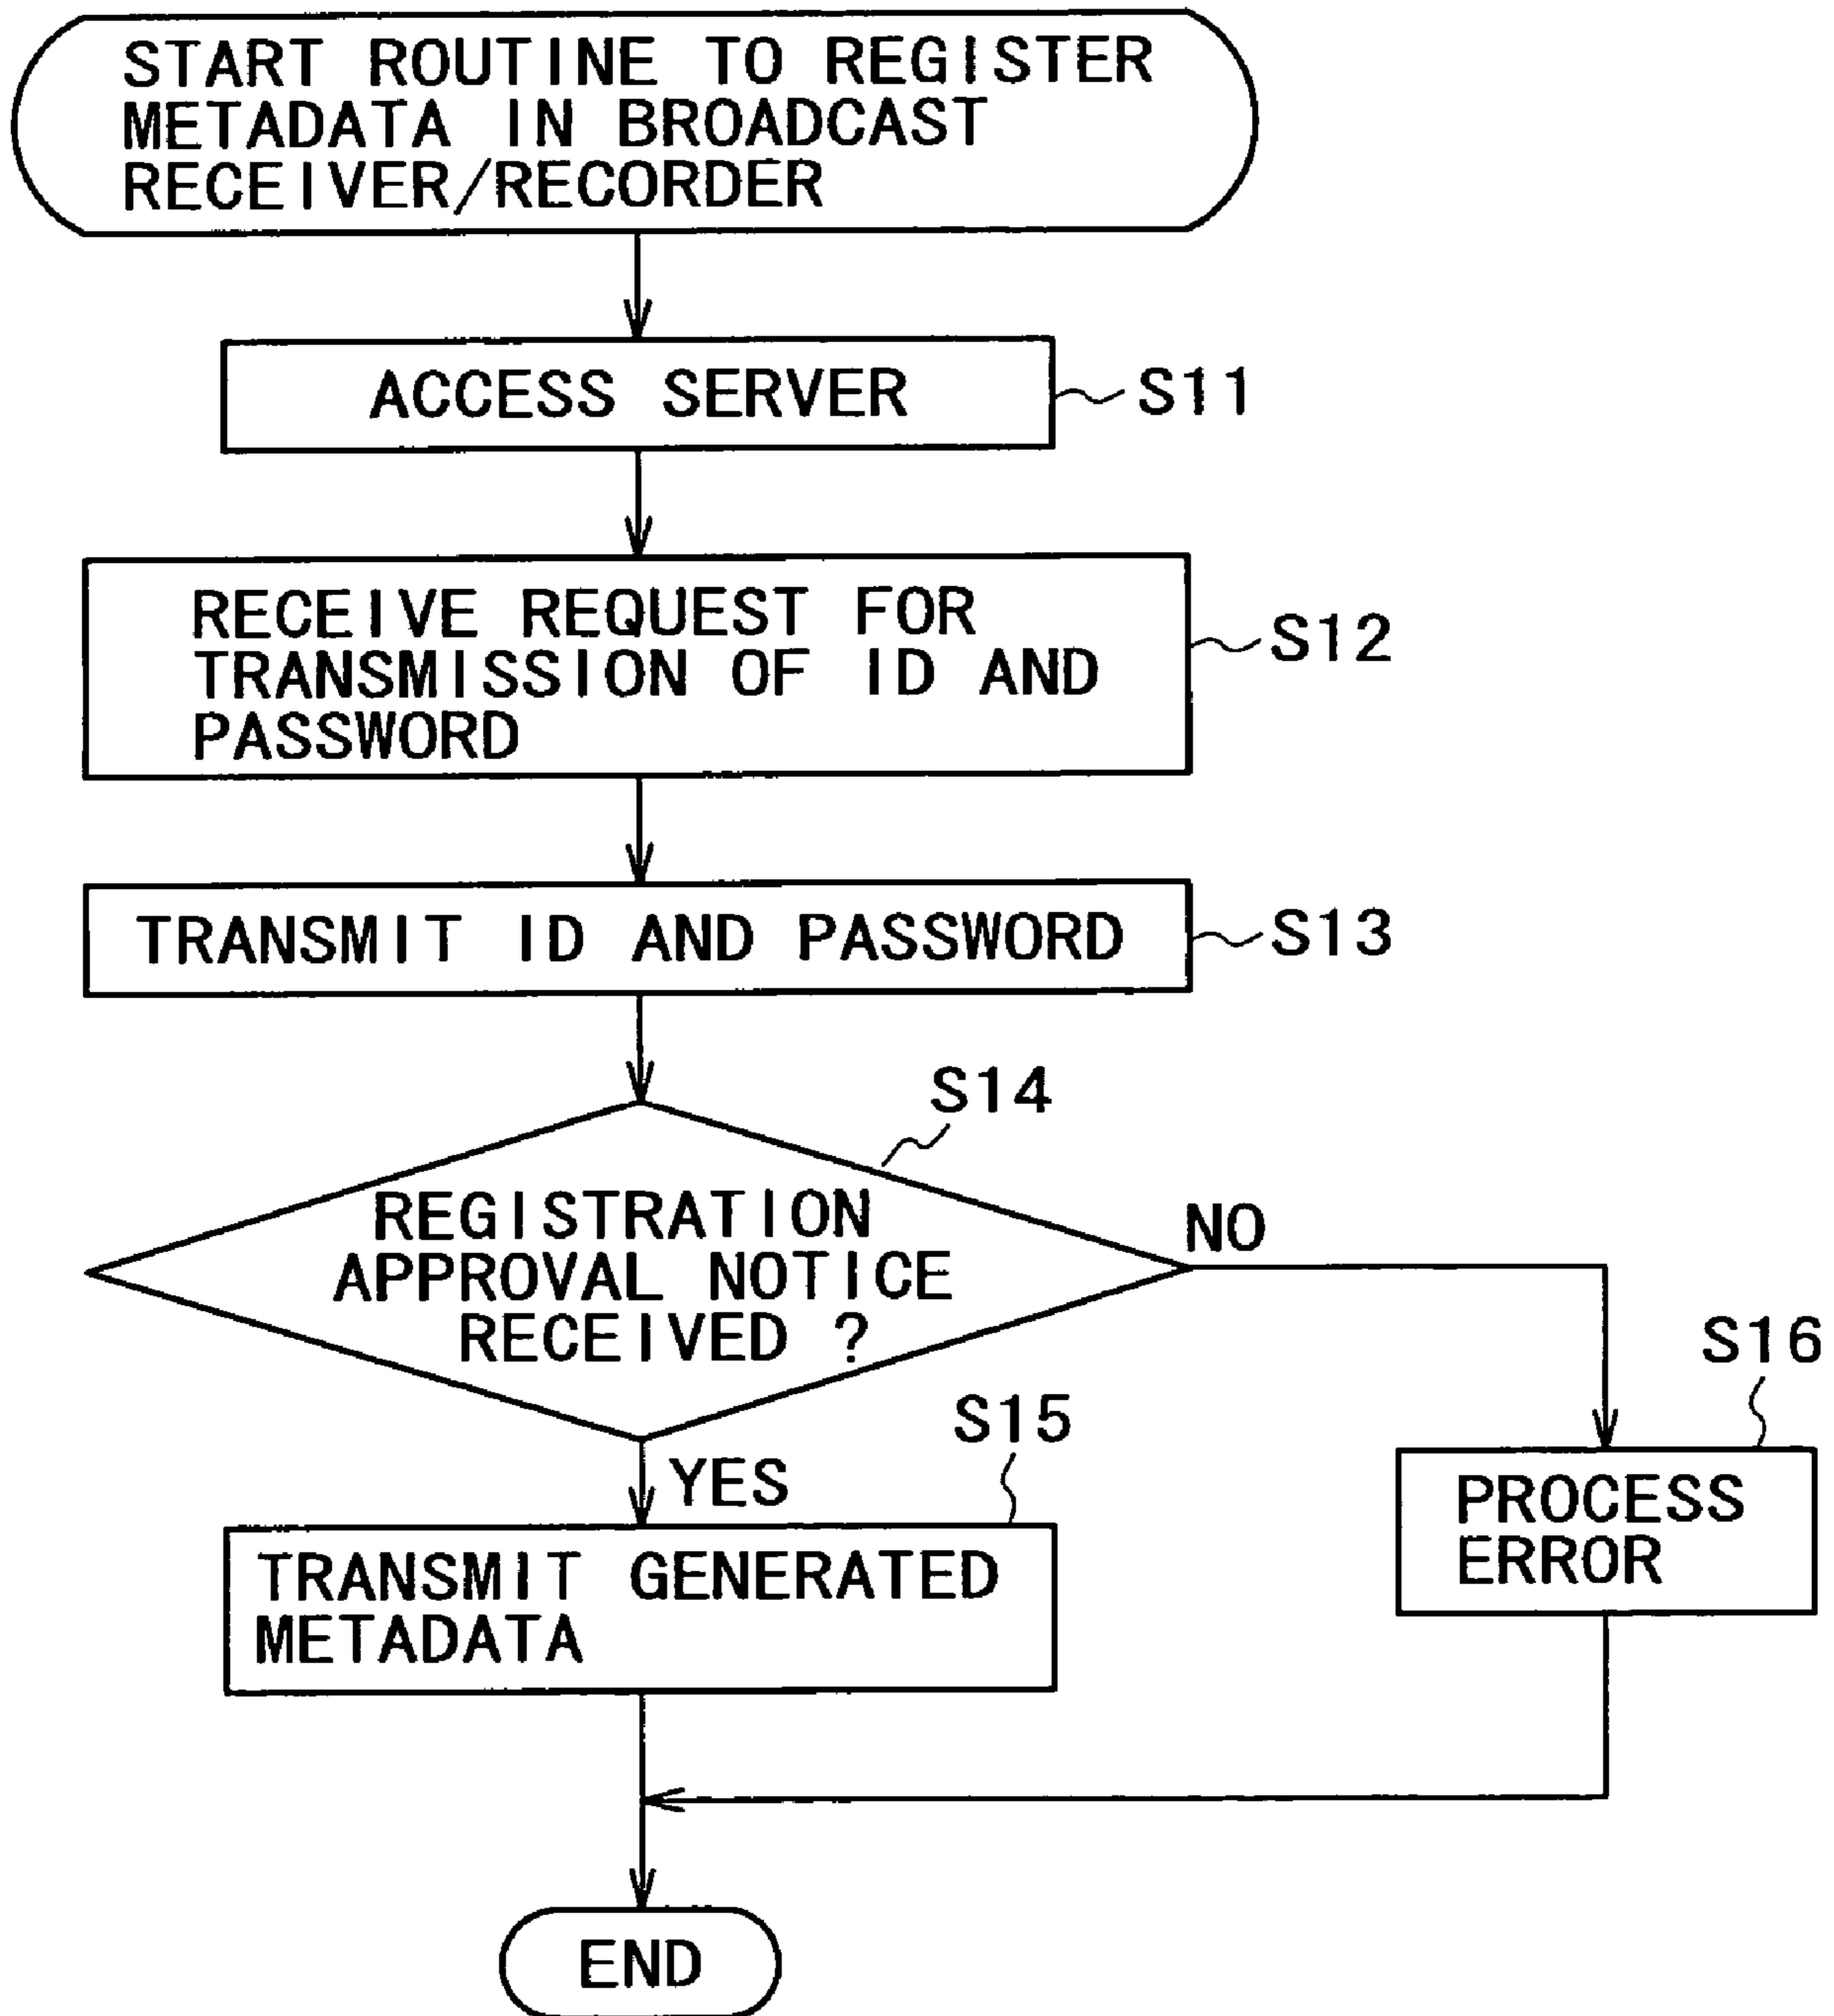 START ROUTINE TO REGISTER
METADATA IN BROADCAST
RECEIVER/RECORDER
ACCESS SERVER
S11
RECEIVE REQUEST FOR
TRANSMISSION OF ID AND
PASSWORD
S12
TRANSMIT ID AND PASSWORD
S13
S14
REGISTRATION
APPROVAL NOTICE
RECEIVED ?
NO
S16
PROCESS
ERROR
YES
S15
TRANSMIT GENERATED
METADATA
END